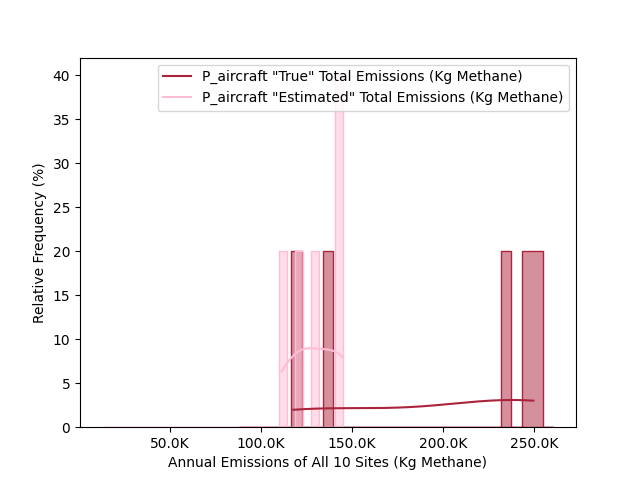 P_aircraft "True" Total Emissions (Kg Methane)
P_aircraft "Estimated" Total Emissions (Kg Methane)
40
35
30
25
20
15
10
5
0
Relative Frequency (%)
50.0K 100.0K 150.0K 200.0K 250.0K
Annual Emissions of All 10 Sites (Kg Methane)